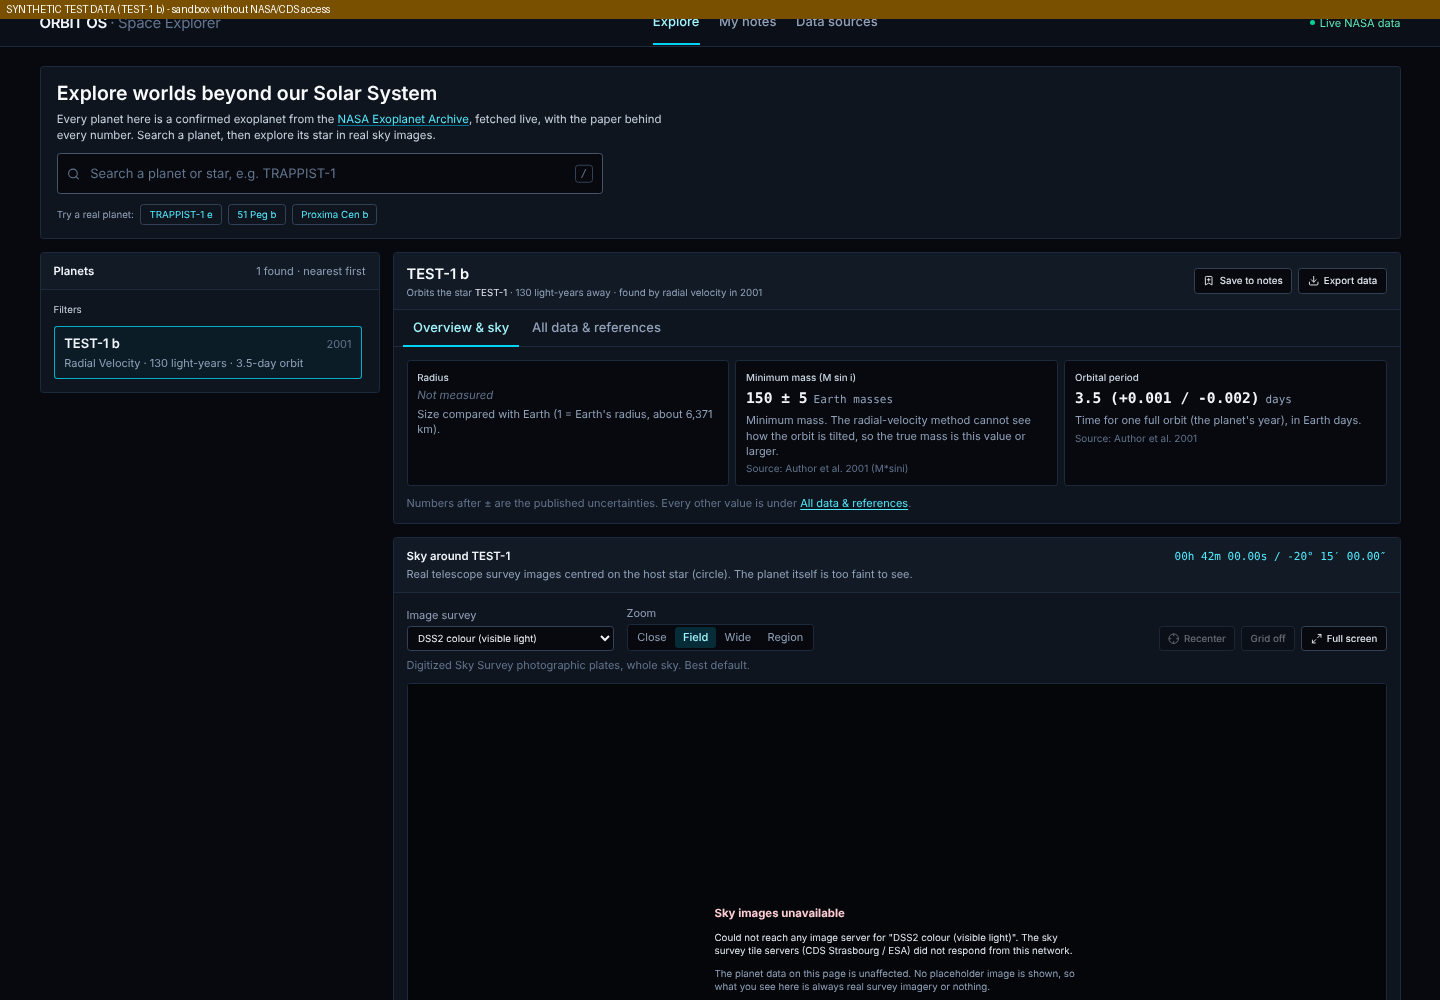 SYNTHETIC TEST DATA (TEST-1 b) - sandbox without NASA/CDS access
ORBIT OS · Space Explorer
Explore
My notes
Data sources
Live NASA data
Explore worlds beyond our Solar System
Every planet here is a confirmed exoplanet from the NASA Exoplanet Archive, fetched live, with the paper behind
every number. Search a planet, then explore its star in real sky images.
Search a planet or star, e.g. TRAPPIST-1
/
Try a real planet:
TRAPPIST-1 e
51 Peg b
Proxima Cen b
Planets
1 found · nearest first
Filters
TEST-1 b
2001
Radial Velocity · 130 light-years · 3.5-day orbit
TEST-1 b
Orbits the star TEST-1 · 130 light-years away · found by radial velocity in 2001
Save to notes
Export data
Overview & sky
All data & references
Radius
Not measured
Size compared with Earth (1 = Earth's radius, about 6,371
km).
Minimum mass (M sin i)
150 ± 5 Earth masses
Minimum mass. The radial-velocity method cannot see
how the orbit is tilted, so the true mass is this value or
larger.
Source: Author et al. 2001 (M*sini)
Orbital period
3.5 (+0.001 / -0.002) days
Time for one full orbit (the planet's year), in Earth days.
Source: Author et al. 2001
Numbers after ± are the published uncertainties. Every other value is under All data & references.
Sky around TEST-1
00h 42m 00.00s / -20° 15′ 00.00″
Real telescope survey images centred on the host star (circle). The planet itself is too faint to see.
Image survey
DSS2 colour (visible light)
Zoom
Close
Field
Wide
Region
Recenter
Grid off
Full screen
Digitized Sky Survey photographic plates, whole sky. Best default.
Sky images unavailable
Could not reach any image server for "DSS2 colour (visible light)". The sky
survey tile servers (CDS Strasbourg / ESA) did not respond from this network.
The planet data on this page is unaffected. No placeholder image is shown, so
what you see here is always real survey imagery or nothing.